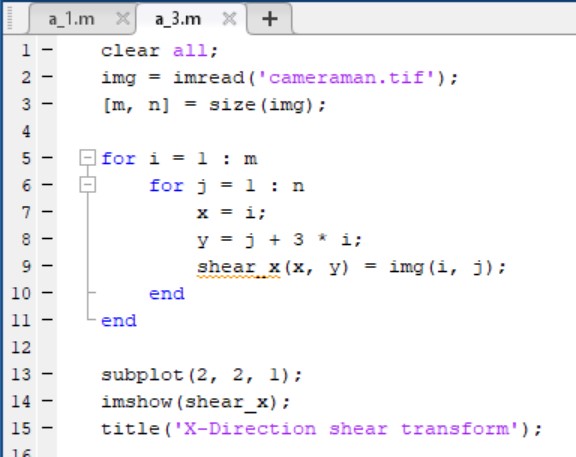 a_1.m a_3.m
1 clear all;
2 img = imread('cameraman.tif');
3 [m, n] = size(img);
4
5 for i = 1 : m
6 for j = 1 : n
7 x = i;
8 y = j + 3 * i;
9 shear_x(x, y) = img(i, j);
10 end
11 end
12
13 subplot(2, 2, 1);
14 imshow(shear_x);
15 title('X-Direction shear transform');
16